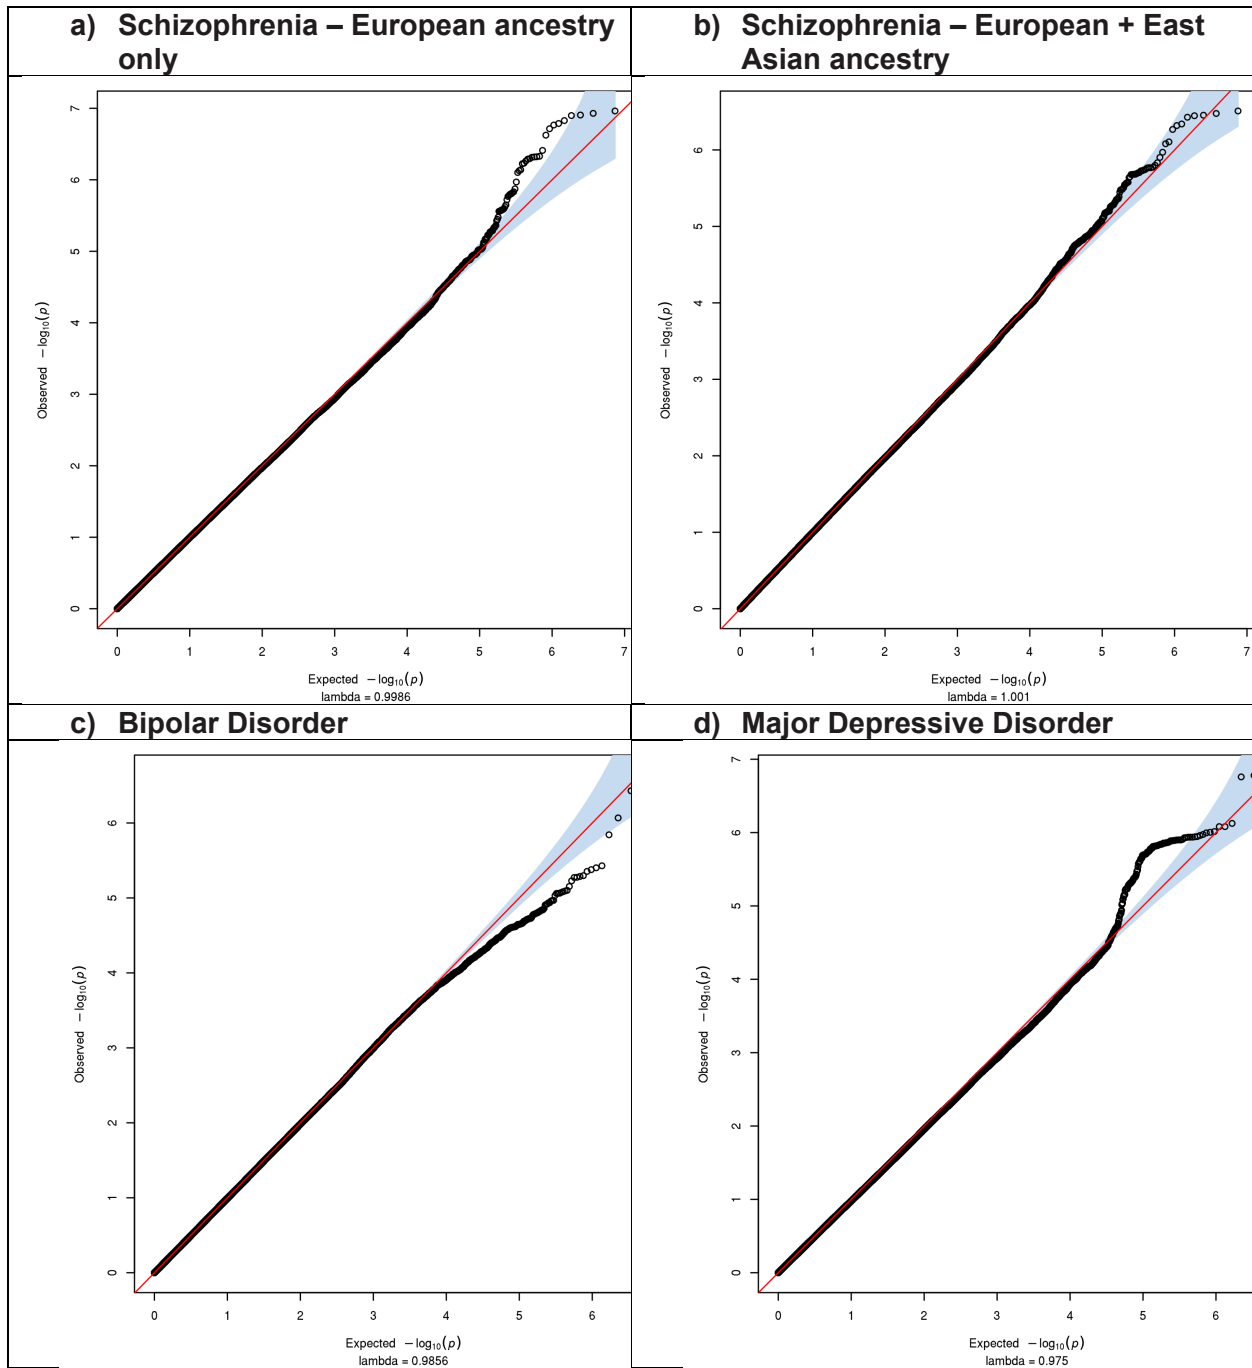 a) Schizophrenia – European ancestry
only
b) Schizophrenia – European + East
Asian ancestry
7
6
5
4
3
2
1
0
Observed −log10(p)
0 1 2 3 4 5 6 7
Expected −log10(p)
lambda = 0.9986
6
5
4
3
2
1
0
Observed −log10(p)
0 1 2 3 4 5 6 7
Expected −log10(p)
lambda = 1.001
c) Bipolar Disorder
d) Major Depressive Disorder
6
5
4
3
2
1
0
Observed −log10(p)
0 1 2 3 4 5 6
Expected −log10(p)
lambda = 0.9856
7
6
5
4
3
2
1
0
Observed −log10(p)
0 1 2 3 4 5 6
Expected −log10(p)
lambda = 0.975